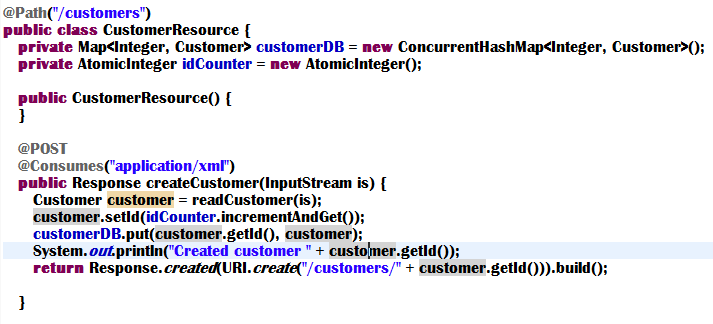 @Path("/customers")
public class CustomerResource {
private Map<Integer, Customer> customerDB = new ConcurrentHashMap<Integer, Customer>();
private AtomicInteger idCounter = new AtomicInteger();
public CustomerResource() {
}
@POST
@Consumes("application/xml")
public Response createCustomer(InputStream is) {
Customer customer = readCustomer(is);
customer.setId(idCounter.incrementAndGet());
customerDB.put(customer.getId(), customer);
System.out.println("Created customer " + customer.getId());
return Response.created(URI.create("/customers/" + customer.getId())).build();
}